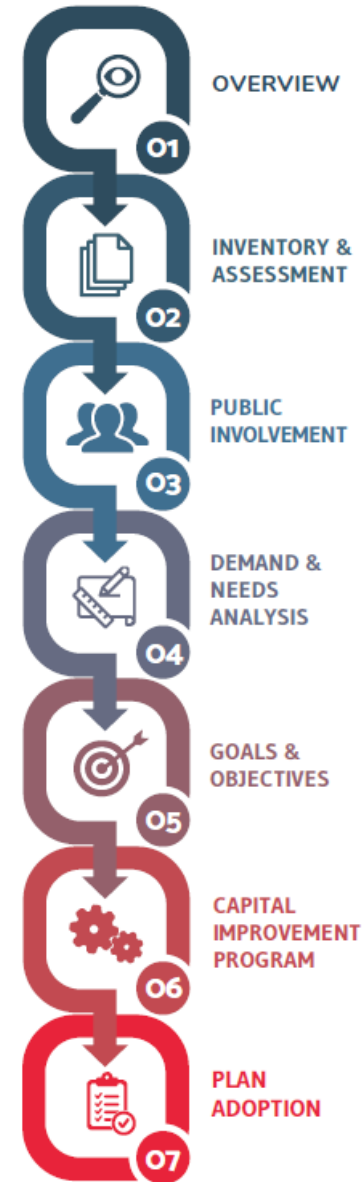 OVERVIEW
01
INVENTORY &
ASSESSMENT
02
PUBLIC
INVOLVEMENT
03
DEMAND &
NEEDS
ANALYSIS
04
GOALS &
OBJECTIVES
05
CAPITAL
IMPROVEMENT
PROGRAM
06
PLAN
ADOPTION
07